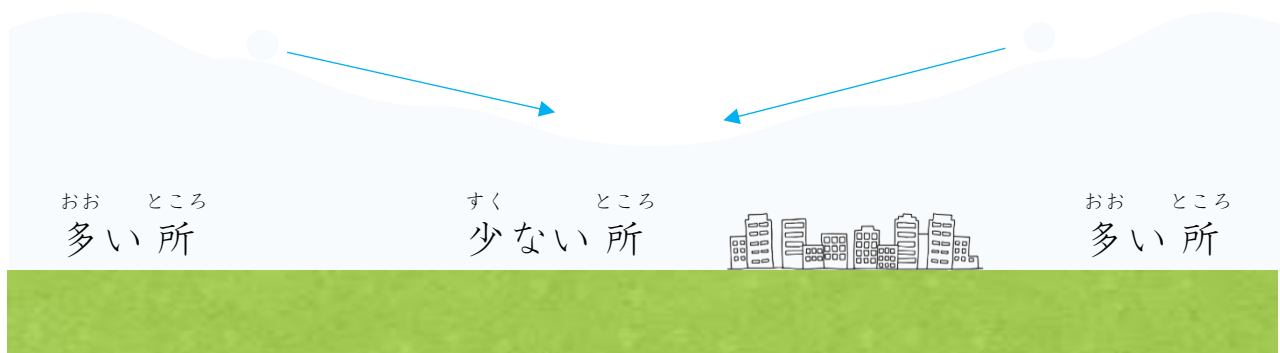 おお ところ
多い所
すく ところ
少ない所
おお ところ
多い所